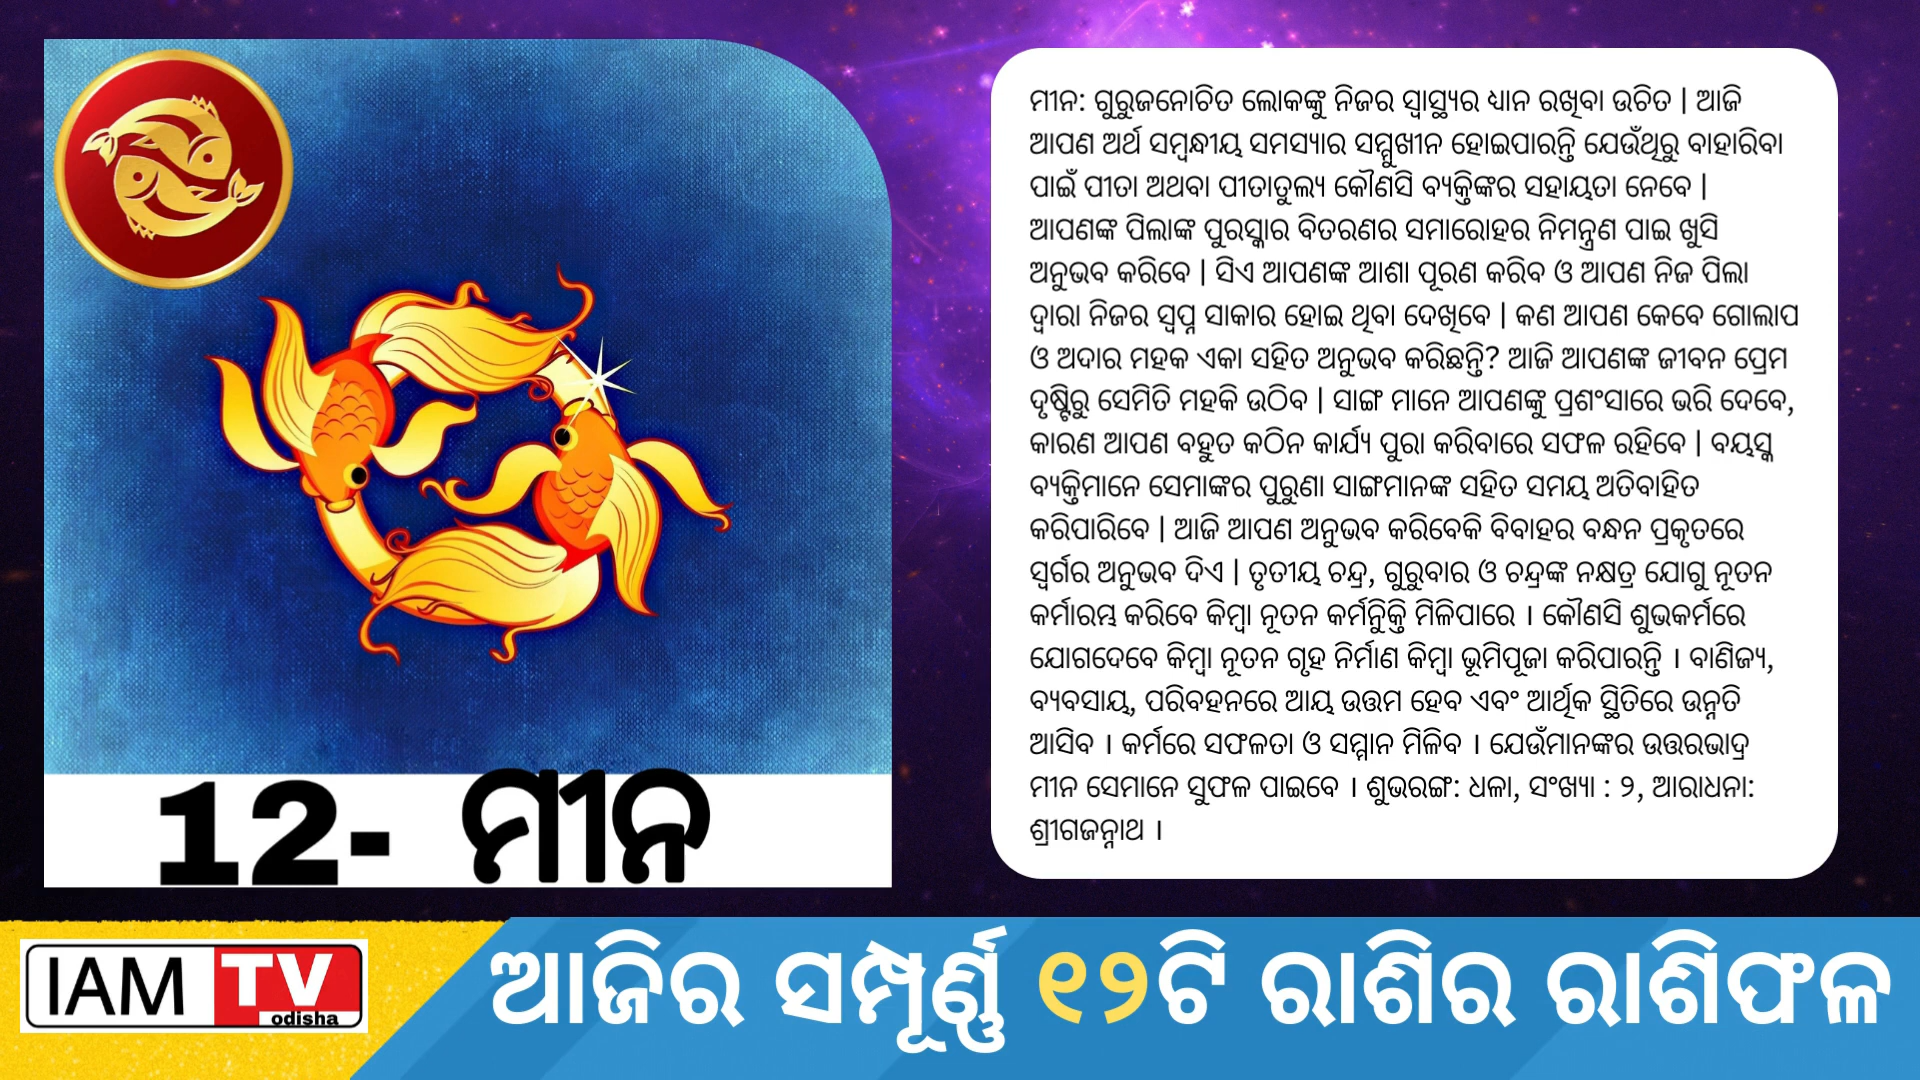 ମୀନ: ଗୁରୁଜନୋଚିତ ଲୋକଙ୍କୁ ନିଜର ସ୍ୱାସ୍ଥ୍ୟର ଧ୍ୟାନ ରଖିବା ଉଚିତ | ଆଜି
ଆପଣ ଅର୍ଥ ସମ୍ବନ୍ଧୀୟ ସମସ୍ୟାର ସମ୍ମୁଖୀନ ହୋଇପାରନ୍ତି ଯେଉଁଥିରୁ ବାହାରିବା
ପାଇଁ ପୀତା ଅଥବା ପୀତାତୁଲ୍ୟ କୌଣସି ବ୍ୟକ୍ତିଙ୍କର ସହାୟତା ନେବେ |
ଆପଣଙ୍କ ପିଲାଙ୍କ ପୁରସ୍କାର ବିତରଣର ସମାରୋହର ନିମନ୍ତ୍ରଣ ପାଇ ଖୁସି
ଅନୁଭବ କରିବେ | ସିଏ ଆପଣଙ୍କ ଆଶା ପୂରଣ କରିବ ଓ ଆପଣ ନିଜ ପିଲା
ଦ୍ୱାରା ନିଜର ସ୍ୱପ୍ନ ସାକାର ହୋଇ ଥିବା ଦେଖିବେ | କଣ ଆପଣ କେବେ ଗୋଲାପ
ଓ ଅଦାର ମହକ ଏକା ସହିତ ଅନୁଭବ କରିଛନ୍ତି? ଆଜି ଆପଣଙ୍କ ଜୀବନ ପ୍ରେମ
ଦୃଷ୍ଟିରୁ ସେମିତି ମହକି ଉଠିବ | ସାଙ୍ଗ ମାନେ ଆପଣଙ୍କୁ ପ୍ରଶଂସାରେ ଭରି ଦେବେ,
କାରଣ ଆପଣ ବହୁତ କଠିନ କାର୍ଯ୍ୟ ପୁରା କରିବାରେ ସଫଳ ରହିବେ | ବୟସ୍କ
ବ୍ୟକ୍ତିମାନେ ସେମାଙ୍କର ପୁରୁଣା ସାଙ୍ଗମାନଙ୍କ ସହିତ ସମୟ ଅତିବାହିତ
କରିପାରିବେ | ଆଜି ଆପଣ ଅନୁଭବ କରିବେକି ବିବାହର ବନ୍ଧନ ପ୍ରକୃତରେ
ସ୍ୱର୍ଗର ଅନୁଭବ ଦିଏ | ତୃତୀୟ ଚନ୍ଦ୍ର, ଗୁରୁବାର ଓ ଚନ୍ଦ୍ରଙ୍କ ନକ୍ଷତ୍ର ଯୋଗୁ ନୂତନ
କର୍ମାରମ୍ଭ କରିବେ କିମ୍ବା ନୂତନ କର୍ମନିୁକ୍ତି ମିଳିପାରେ । କୌଣସି ଶୁଭକର୍ମରେ
ଯୋଗଦେବେ କିମ୍ବା ନୂତନ ଗୃହ ନିର୍ମାଣ କିମ୍ବା ଭୂମିପୂଜା କରିପାରନ୍ତି । ବାଣିଜ୍ୟ,
ବ୍ୟବସାୟ, ପରିବହନରେ ଆୟ ଉତ୍ତମ ହେବ ଏବଂ ଆର୍ଥିକ ସ୍ଥିତିରେ ଉନ୍ନତି
ଆସିବ । କର୍ମରେ ସଫଳତା ଓ ସମ୍ମାନ ମିଳିବ । ଯେଉଁମାନଙ୍କର ଉତ୍ତରଭାଦ୍ର
ମୀନ ସେମାନେ ସୁଫଳ ପାଇବେ । ଶୁଭରଙ୍ଗ: ଧଳା, ସଂଖ୍ୟା : ୨, ଆରାଧନା:
ଶ୍ରୀଗଜନ୍ନାଥ ।
12- ମୀନ
IAM TV
odisha
ଆଜିର ସମ୍ପୂର୍ଣ୍ଣ ୧୨ଟି ରାଶିର ରାଶିଫଳ